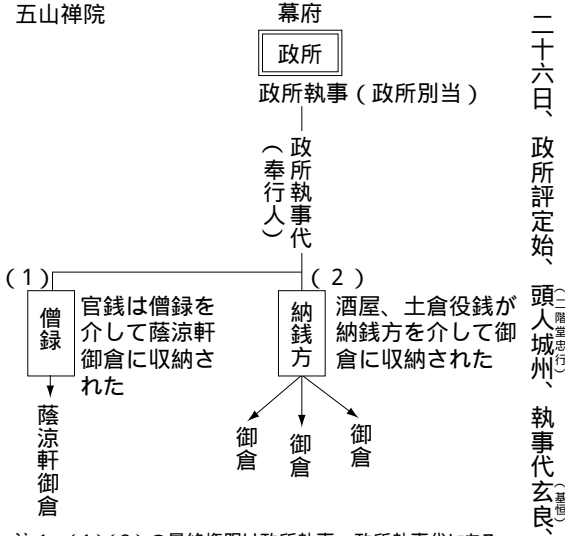 二十六日、政所評定始、頭人城州、執事代玄良、
(二階堂忠行)
(基恒)
五山禅院
幕府
政所
政所執事(政所別当)
政所執事代
(奉行人)
(1)
(2)
僧録
官銭は僧録を
介して蔭涼軒
御倉に収納さ
れた
納銭方
酒屋、土倉役銭が
納銭方を介して御
倉に収納された
蔭涼軒御倉
御倉
御倉
御倉